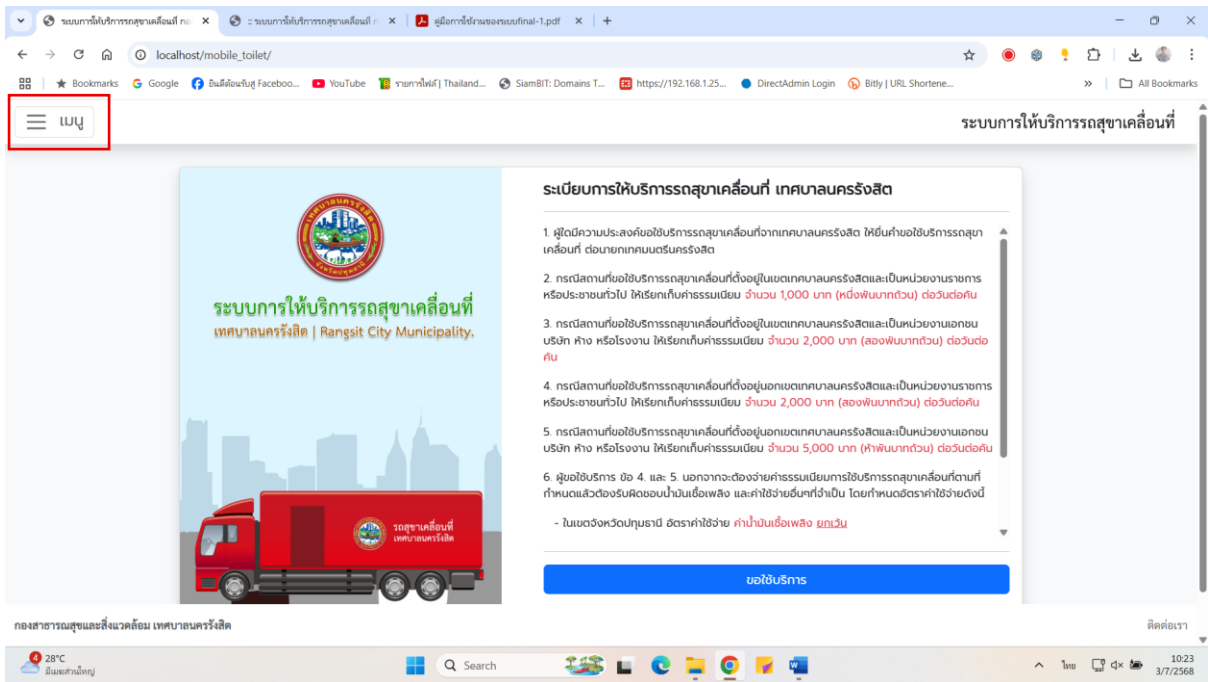 ระบบการให้บริการรถสุขาเคลื่อนที่ กอ
:: ระบบการให้บริการรถสุขาเคลื่อนที่ ก
คู่มือการใช้งานของระบบfinal-1.pdf
localhost/mobile_toilet/
Bookmarks
Google
ยินดีต้อนรับสู่ Faceboo...
YouTube
รายการไฟล์ | Thailand...
SiamBIT: Domains T...
https://192.168.1.25...
DirectAdmin Login
Bitly | URL Shortene...
»
All Bookmarks
เมนู
ระบบการให้บริการรถสุขาเคลื่อนที่
ระบบการให้บริการรถสุขาเคลื่อนที่
เทศบาลนครรังสิต | Rangsit City Municipality.
รถสุขาเคลื่อนที่
เทศบาลนครรังสิต
ระเบียบการให้บริการรถสุขาเคลื่อนที่ เทศบาลนครรังสิต
1. ผู้ใดมีความประสงค์ขอใช้บริการรถสุขาเคลื่อนที่จากเทศบาลนครรังสิต ให้ยื่นคำขอใช้บริการรถสุขา
เคลื่อนที่ ต่อนายกเทศมนตรีนครรังสิต
2. กรณีสถานที่ขอใช้บริการรถสุขาเคลื่อนที่ตั้งอยู่ในเขตเทศบาลนครรังสิตและเป็นหน่วยงานราชการ
หรือประชาชนทั่วไป ให้เรียกเก็บค่าธรรมเนียม จำนวน 1,000 บาท (หนึ่งพันบาทถ้วน) ต่อวันต่อคัน
3. กรณีสถานที่ขอใช้บริการรถสุขาเคลื่อนที่ตั้งอยู่ในเขตเทศบาลนครรังสิตและเป็นหน่วยงานเอกชน
บริษัท ห้าง หรือโรงงาน ให้เรียกเก็บค่าธรรมเนียม จำนวน 2,000 บาท (สองพันบาทถ้วน) ต่อวันต่อ
คัน
4. กรณีสถานที่ขอใช้บริการรถสุขาเคลื่อนที่ตั้งอยู่นอกเขตเทศบาลนครรังสิตและเป็นหน่วยงานราชการ
หรือประชาชนทั่วไป ให้เรียกเก็บค่าธรรมเนียม จำนวน 2,000 บาท (สองพันบาทถ้วน) ต่อวันต่อคัน
5. กรณีสถานที่ขอใช้บริการรถสุขาเคลื่อนที่ตั้งอยู่นอกเขตเทศบาลนครรังสิตและเป็นหน่วยงานเอกชน
บริษัท ห้าง หรือโรงงาน ให้เรียกเก็บค่าธรรมเนียม จำนวน 5,000 บาท (ห้าพันบาทถ้วน) ต่อวันต่อคัน
6. ผู้ขอใช้บริการ ข้อ 4. และ 5. นอกจากจะต้องจ่ายค่าธรรมเนียมการใช้บริการรถสุขาเคลื่อนที่ตามที่
กำหนดแล้วต้องรับผิดชอบน้ำมันเชื้อเพลิง และค่าใช้จ่ายอื่นๆที่จำเป็น โดยกำหนดอัตราค่าใช้จ่ายดังนี้
- ในเขตจังหวัดปทุมธานี อัตราค่าใช้จ่าย ค่าน้ำมันเชื้อเพลิง ยกเว้น
ขอใช้บริการ
กองสาธารณสุขและสิ่งแวดล้อม เทศบาลนครรังสิต
ติดต่อเรา
4
28°C
มีเมฆส่วนใหญ่
Search
ไทย
10:23
3/7/2568